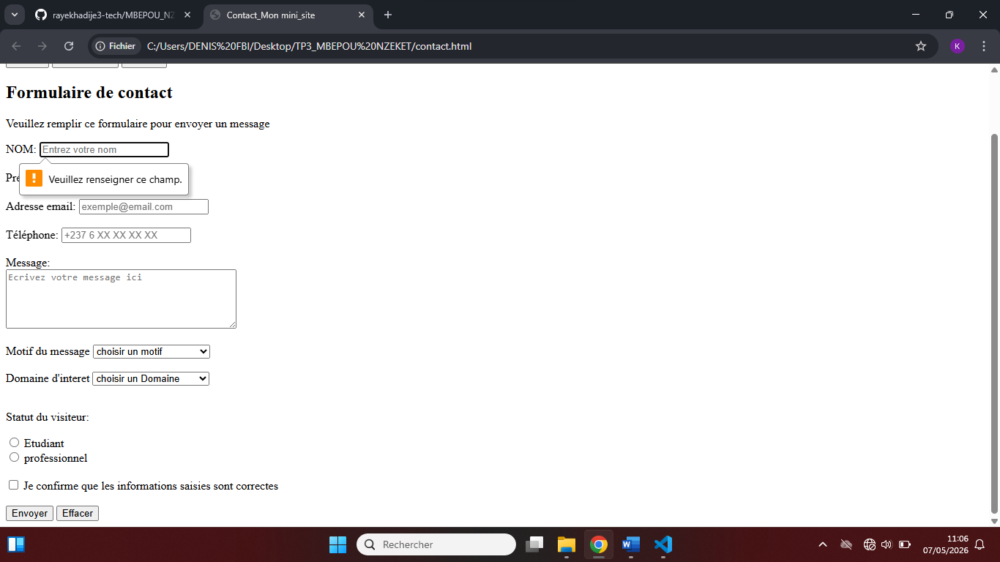 rayekhadije3-tech/MBEPOU_NZ
Contact_Mon mini_site
Fichier
C:/Users/DENIS%20FBI/Desktop/TP3_MBEPOU%20NZEKET/contact.html
K
Formulaire de contact
Veuillez remplir ce formulaire pour envoyer un message
NOM: Entrez votre nom
Veuillez renseigner ce champ.
Adresse email: exemple@email.com
Téléphone: +237 6 XX XX XX XX
Message:
Ecrivez votre message ici
Motif du message choisir un motif
Domaine d'interet choisir un Domaine
Statut du visiteur:
Etudiant
professionnel
Je confirme que les informations saisies sont correctes
Envoyer Effacer
Rechercher
11:06
07/05/2026